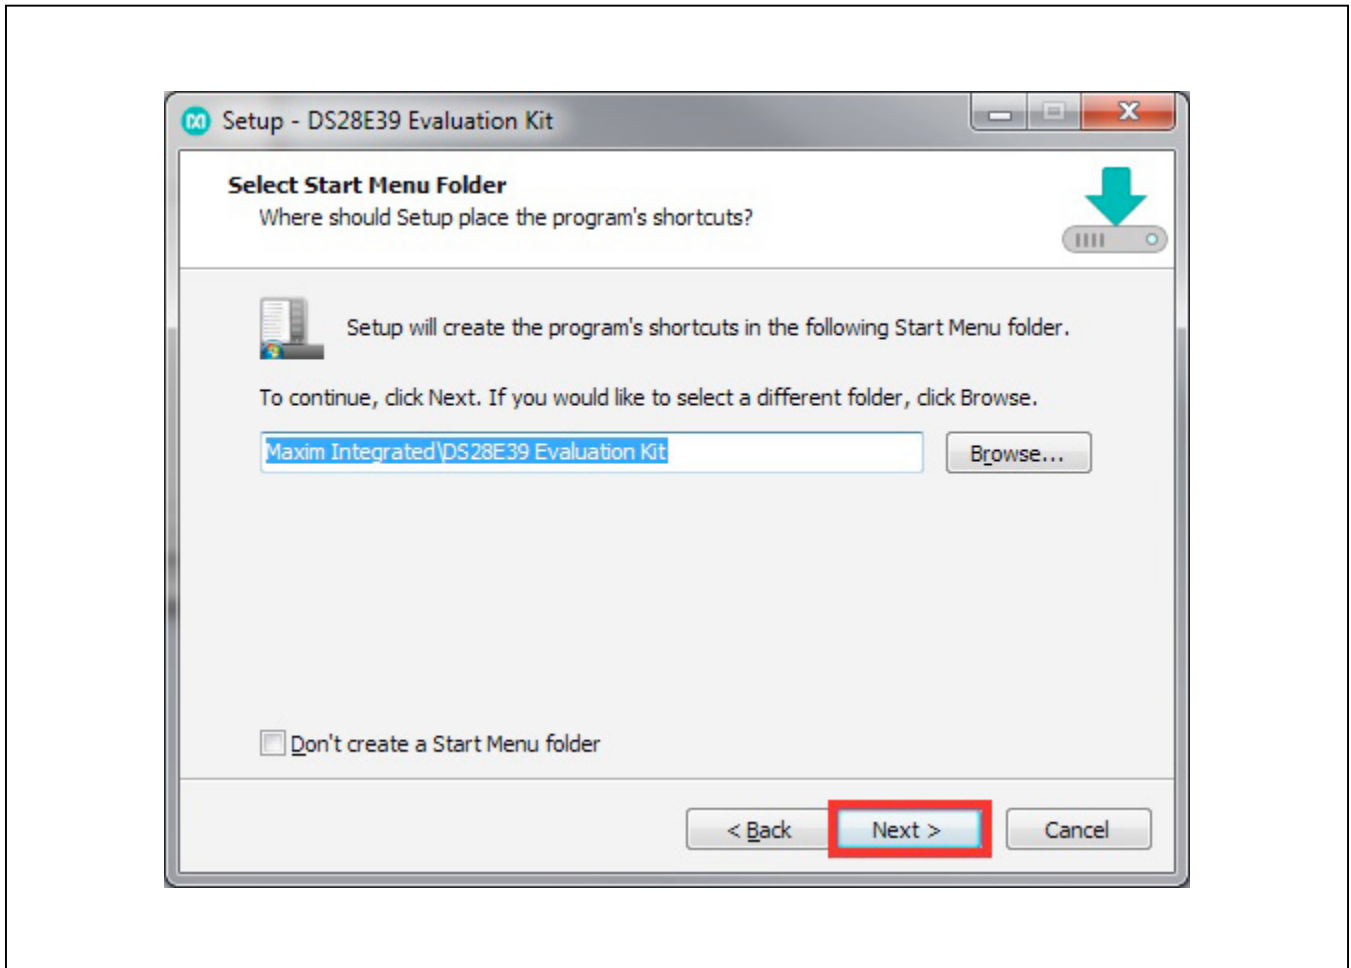 Setup - DS28E39 Evaluation Kit
Select Start Menu Folder
Where should Setup place the program's shortcuts?
Setup will create the program's shortcuts in the following Start Menu folder.
To continue, click Next. If you would like to select a different folder, click Browse.
Maxim Integrated\DS28E39 Evaluation Kit
Browse...
Don't create a Start Menu folder
< Back
Next >
Cancel